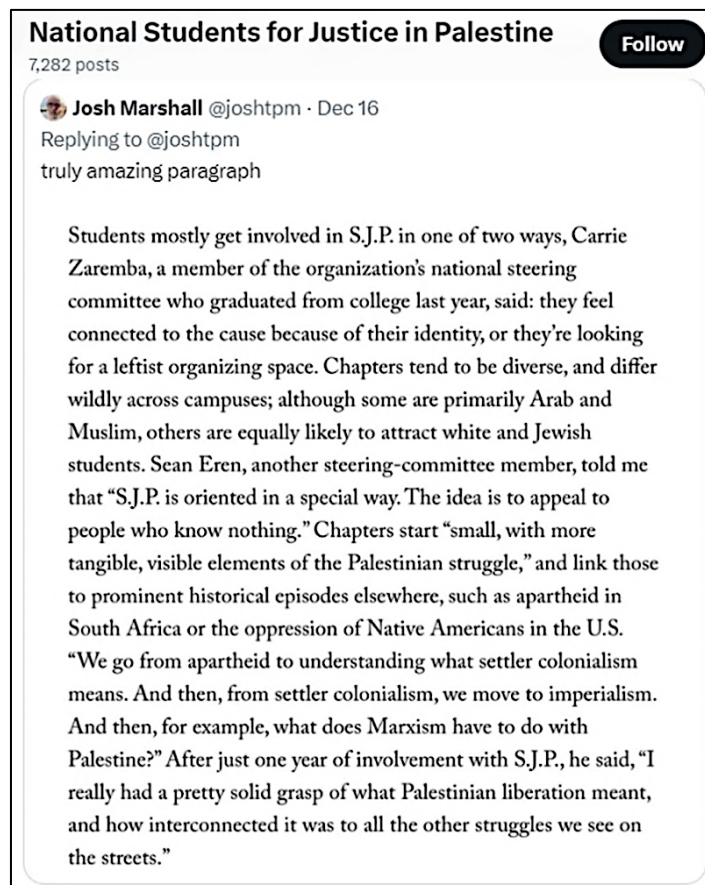 National Students for Justice in Palestine
Follow
7,282 posts
Josh Marshall @joshtpm · Dec 16
Replying to @joshtpm
truly amazing paragraph
Students mostly get involved in S.J.P. in one of two ways, Carrie
Zaremba, a member of the organization’s national steering
committee who graduated from college last year, said: they feel
connected to the cause because of their identity, or they’re looking
for a leftist organizing space. Chapters tend to be diverse, and differ
wildly across campuses; although some are primarily Arab and
Muslim, others are equally likely to attract white and Jewish
students. Sean Eren, another steering-committee member, told me
that “S.J.P. is oriented in a special way. The idea is to appeal to
people who know nothing.” Chapters start “small, with more
tangible, visible elements of the Palestinian struggle,” and link those
to prominent historical episodes elsewhere, such as apartheid in
South Africa or the oppression of Native Americans in the U.S.
“We go from apartheid to understanding what settler colonialism
means. And then, from settler colonialism, we move to imperialism.
And then, for example, what does Marxism have to do with
Palestine?” After just one year of involvement with S.J.P., he said, “I
really had a pretty solid grasp of what Palestinian liberation meant,
and how interconnected it was to all the other struggles we see on
the streets.”